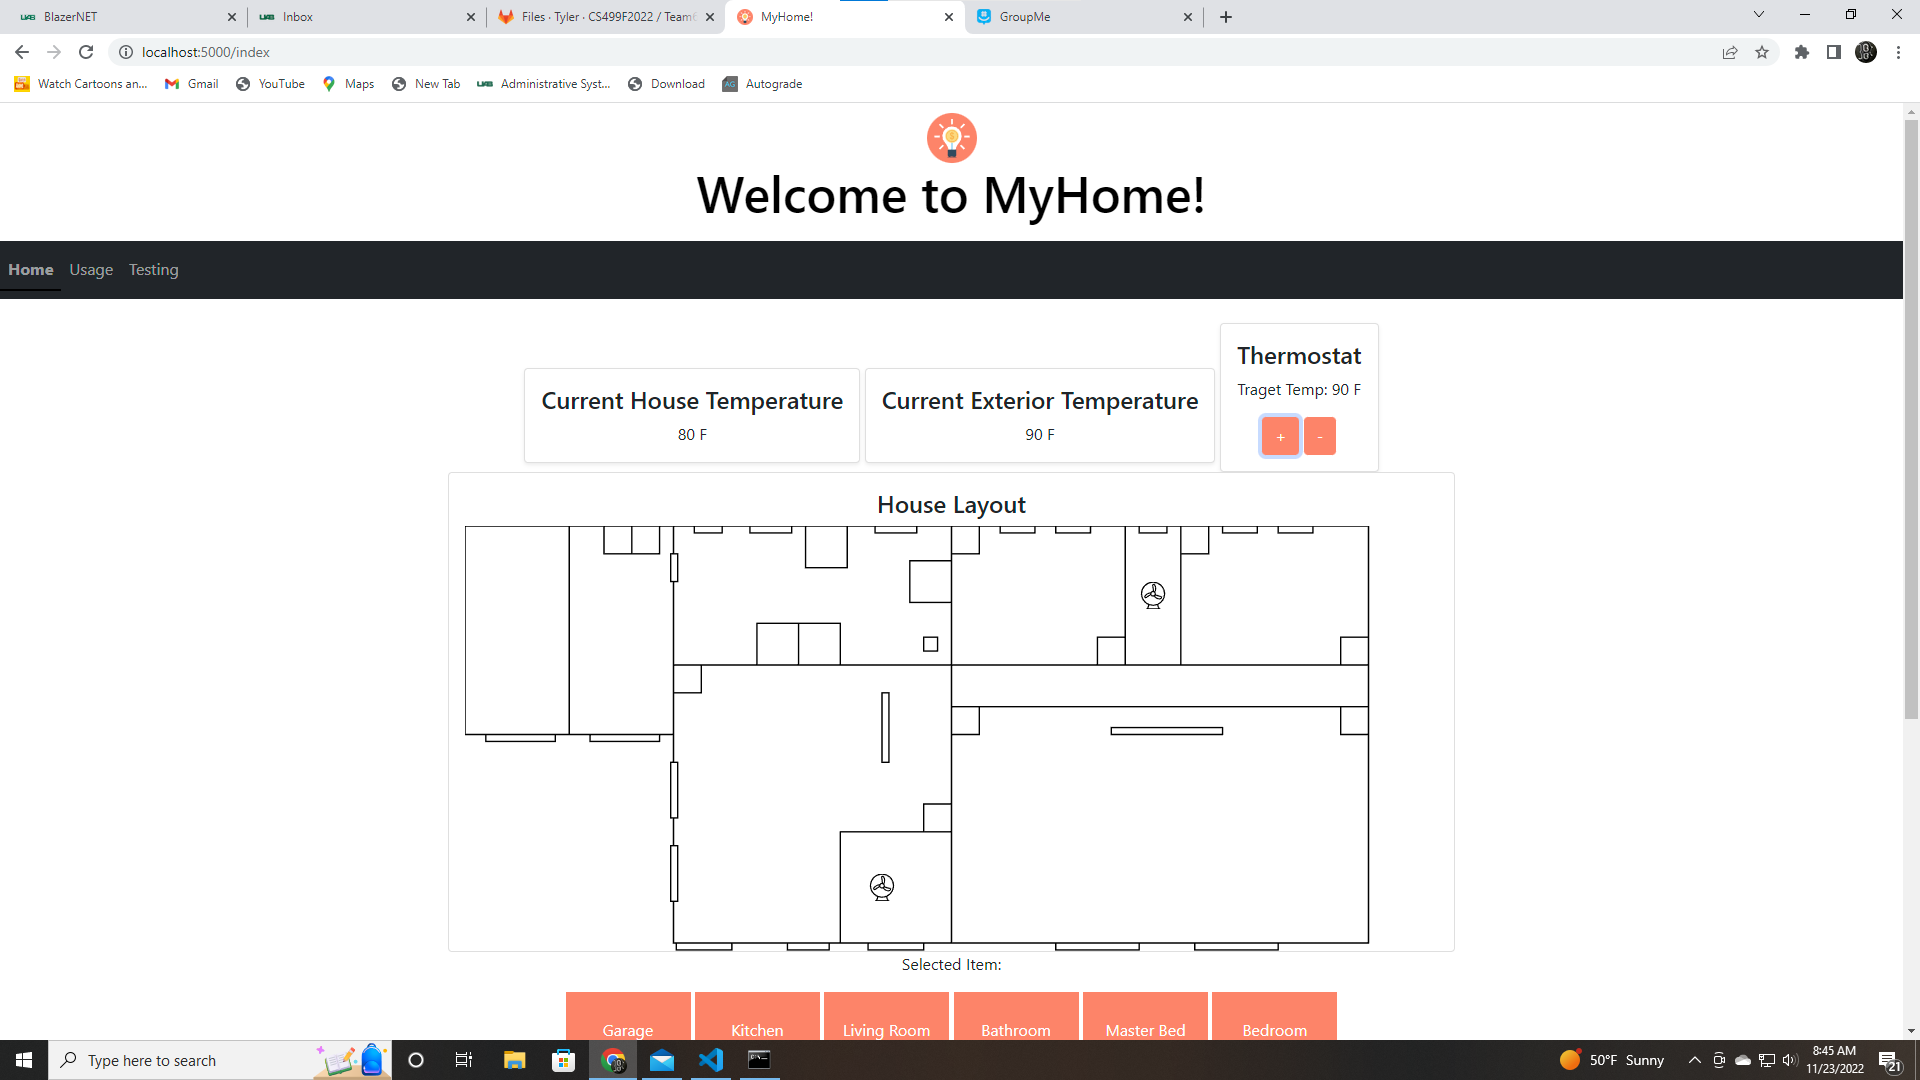 BlazerNET
Inbox
Files · Tyler · CS499F2022 / Team6
MyHome!
GroupMe
localhost:5000/index
Watch Cartoons an...
Gmail
YouTube
Maps
New Tab
Administrative Syst...
Download
AG
Autograde
Welcome to MyHome!
Home Usage Testing
Current House Temperature
80 F
Current Exterior Temperature
90 F
Thermostat
Traget Temp: 90 F
+ -
House Layout
Selected Item:
Garage
Kitchen
Living Room
Bathroom
Master Bed
Bedroom
Type here to search
50°F Sunny
8:45 AM
11/23/2022
21